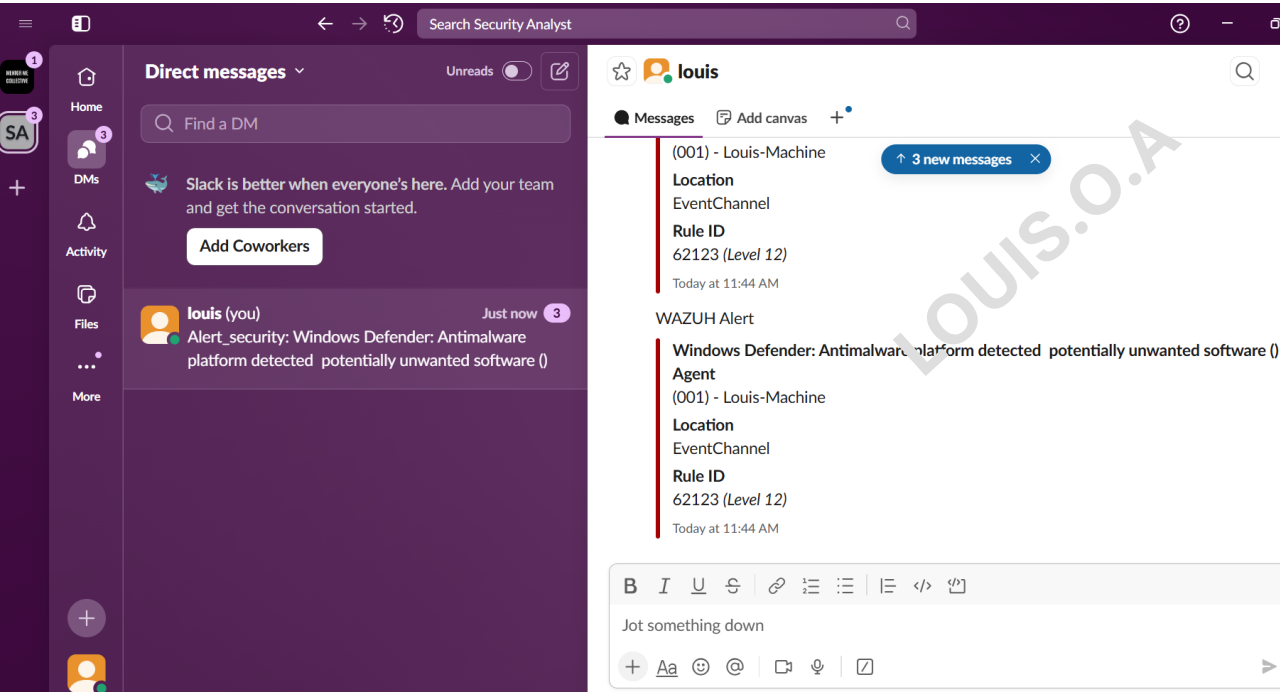 Search Security Analyst
1
3
SA
Home
3
DMs
Activity
Files
More
Direct messages
Unreads
Find a DM
Slack is better when everyone's here. Add your team
and get the conversation started.
Add Coworkers
louis (you)
Just now
3
Alert_security: Windows Defender: Antimalware
platform detected  potentially unwanted software ()
louis
Messages
Add canvas
3 new messages
(001) - Louis-Machine
Location
EventChannel
Rule ID
62123 (Level 12)
Today at 11:44 AM
WAZUH Alert
Windows Defender: Antimalware platform detected  potentially unwanted software ()
Agent
(001) - Louis-Machine
Location
EventChannel
Rule ID
62123 (Level 12)
Today at 11:44 AM
Jot something down
Aa
LOUIS.O.A